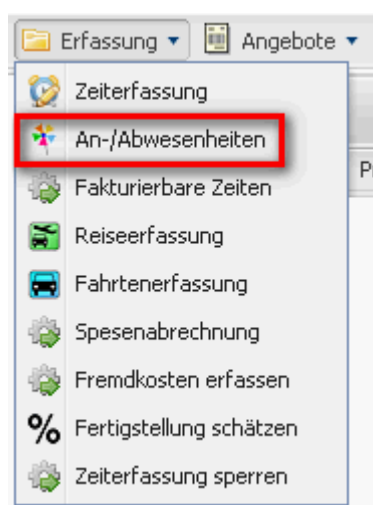 Erfassung Angebote
Zeiterfassung
An-/Abwesenheiten
Fakturierbare Zeiten
Reiseerfassung
Fahrtenerfassung
Spesenabrechnung
Fremdkosten erfassen
% Fertigstellung schätzen
Zeiterfassung sperren